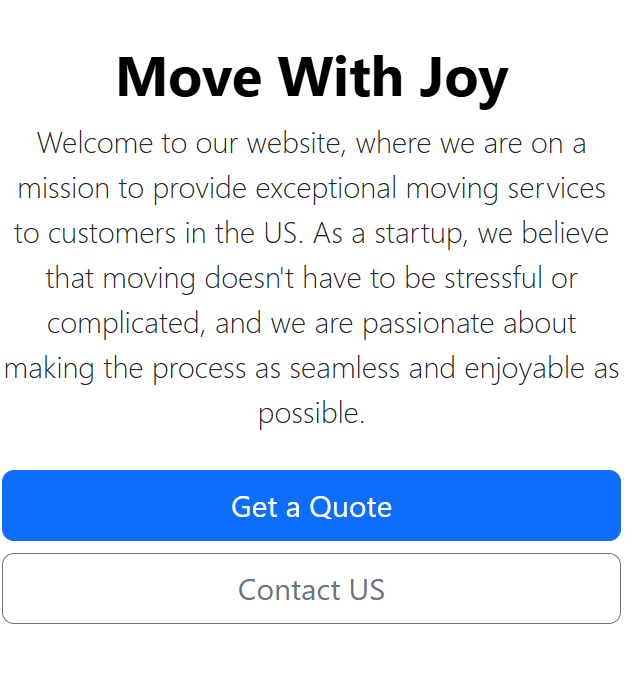 Move With Joy
Welcome to our website, where we are on a
mission to provide exceptional moving services
to customers in the US. As a startup, we believe
that moving doesn't have to be stressful or
complicated, and we are passionate about
making the process as seamless and enjoyable as
possible.
Get a Quote
Contact US